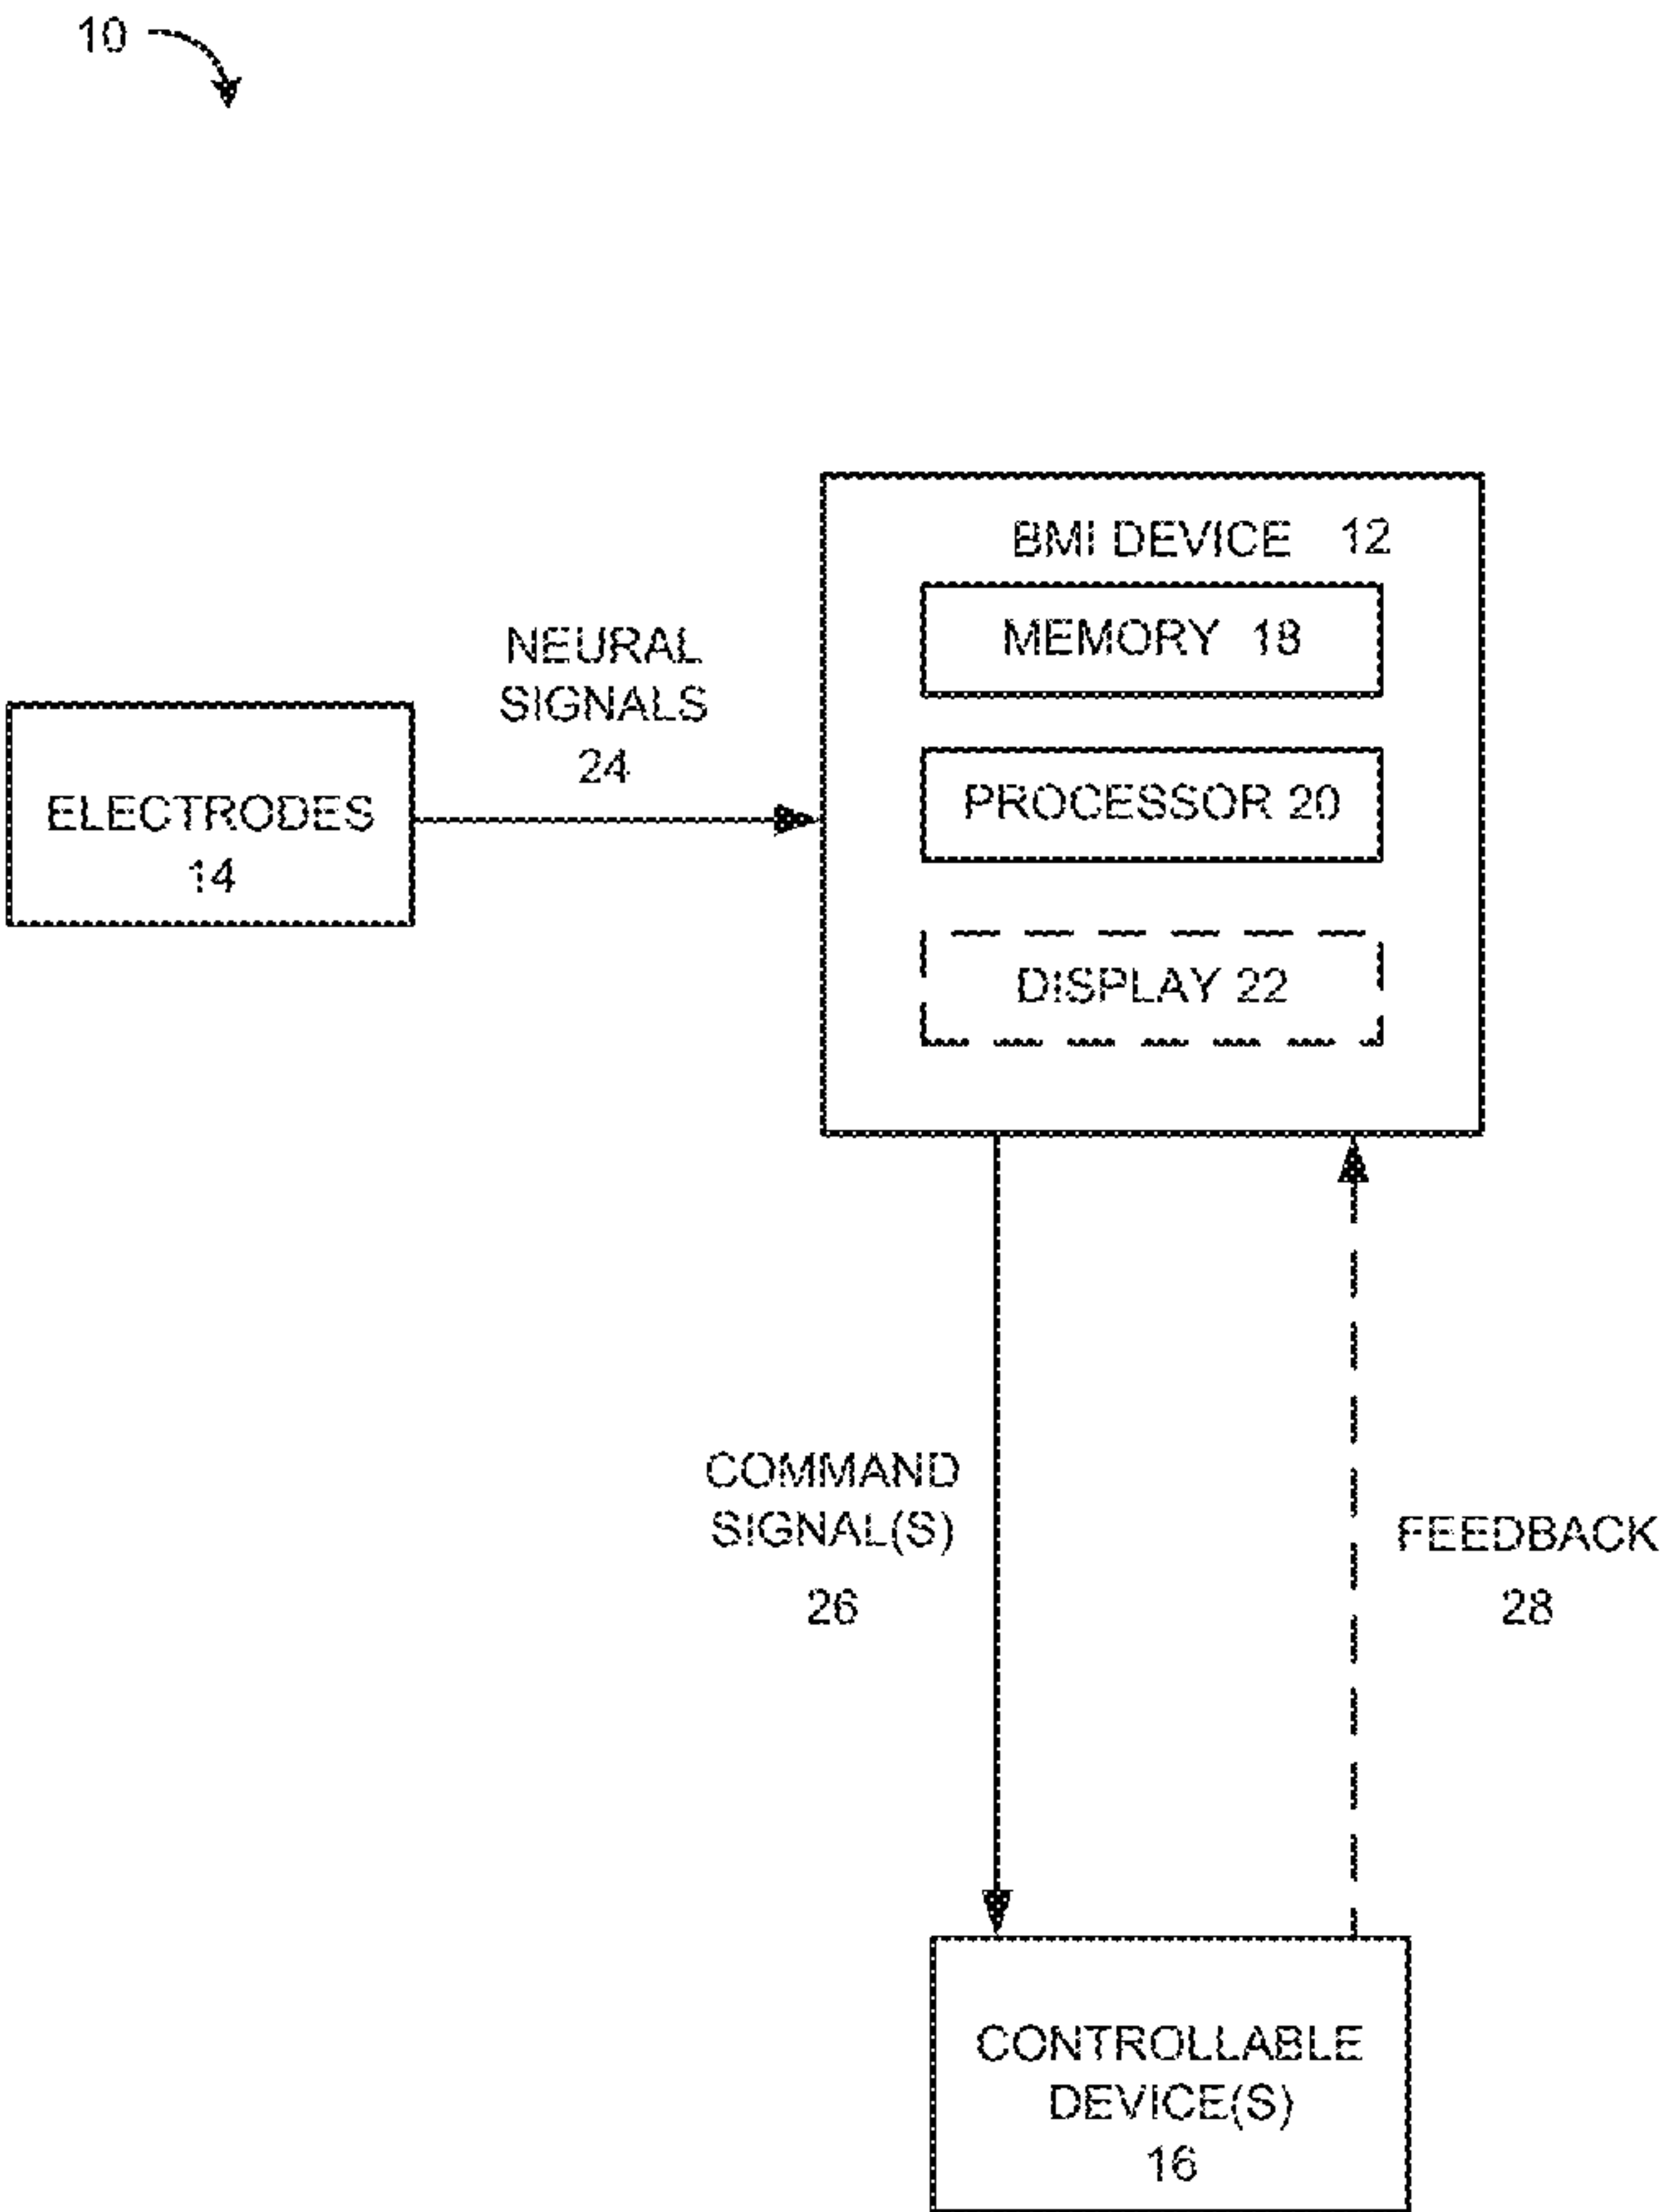 10
BMI DEVICE 12
MEMORY 18
PROCESSOR 20
DISPLAY 22
NEURAL
SIGNALS
24
ELECTRODES
14
COMMAND
SIGNAL(S)
26
FEEDBACK
28
CONTROLLABLE
DEVICE(S)
16